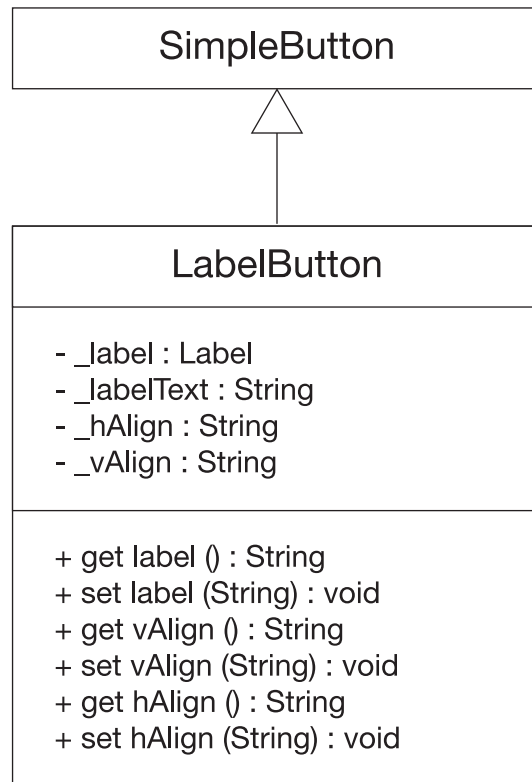 SimpleButton
LabelButton
- _label : Label
- _labelText : String
- _hAlign : String
- _vAlign : String
+ get label () : String
+ set label (String) : void
+ get vAlign () : String
+ set vAlign (String) : void
+ get hAlign () : String
+ set hAlign (String) : void